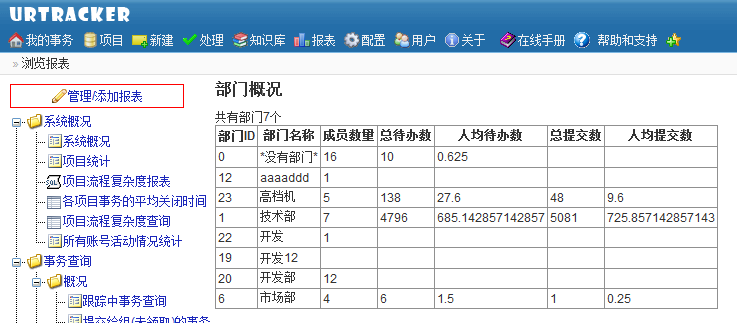 URTRACKER
我的事务 项目 新建 处理 知识库 报表 配置 用户 关于 在线手册 帮助和支持
» 浏览报表
管理/添加报表
系统概况
系统概况
项目统计
项目流程复杂度报表
各项目事务的平均关闭时间
项目流程复杂度查询
所有账号活动情况统计
事务查询
概况
跟踪中事务查询
提交给组(未领取)的事务
部门概况
共有部门7个
部门ID 部门名称 成员数量 总待办数 人均待办数 总提交数 人均提交数
0 *没有部门* 16 10 0.625
12 aaaaddd 1
23 高档机 5 138 27.6 48 9.6
1 技术部 7 4796 685.142857142857 5081 725.857142857143
22 开发 1
19 开发12
20 开发部 12
6 市场部 4 6 1.5 1 0.25